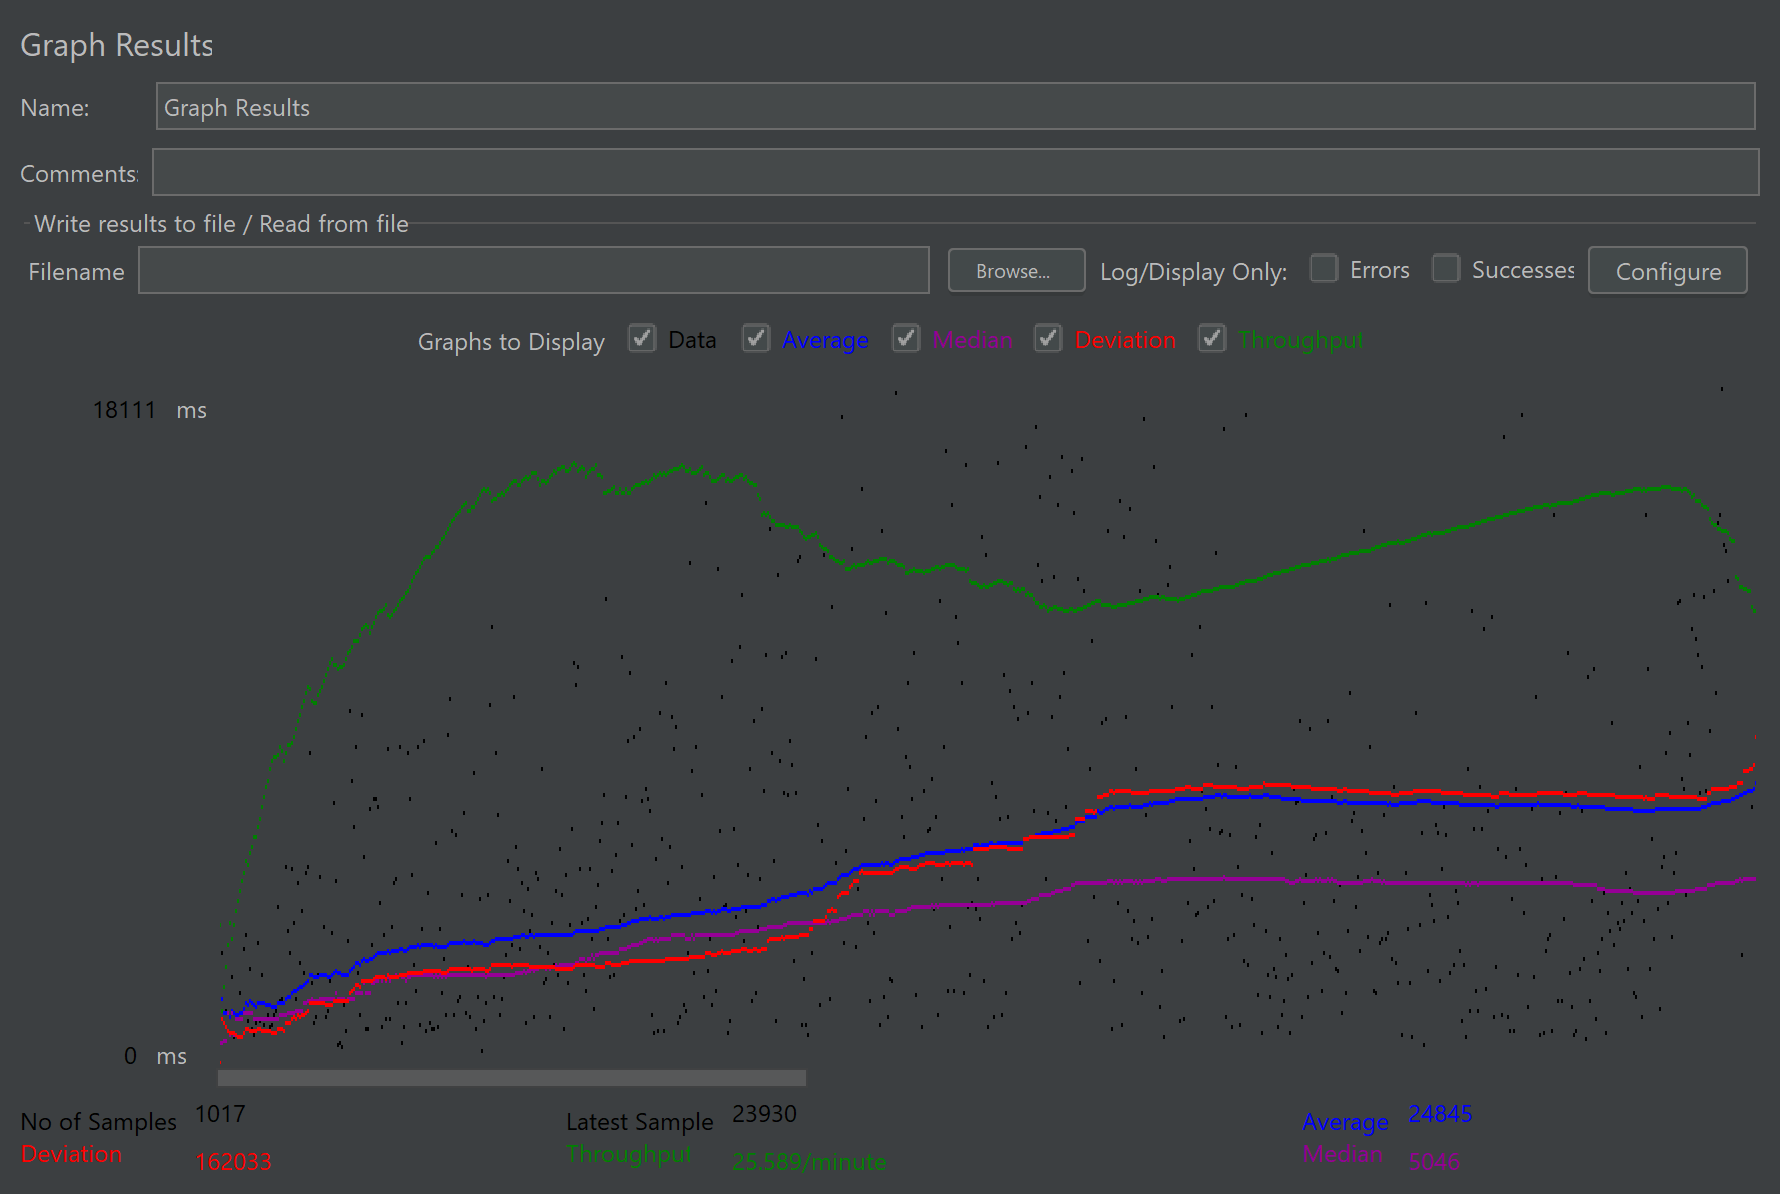 Graph Results
Name: Graph Results
Comments:
Write results to file / Read from file
Filename Browse... Log/Display Only: Errors Successes Configure
Graphs to Display Data Average Median Deviation Throughput
18111 ms
0 ms
No of Samples 1017 Latest Sample 23930 Average 24845
Deviation 162033 Throughput 25.589/minute Median 5046